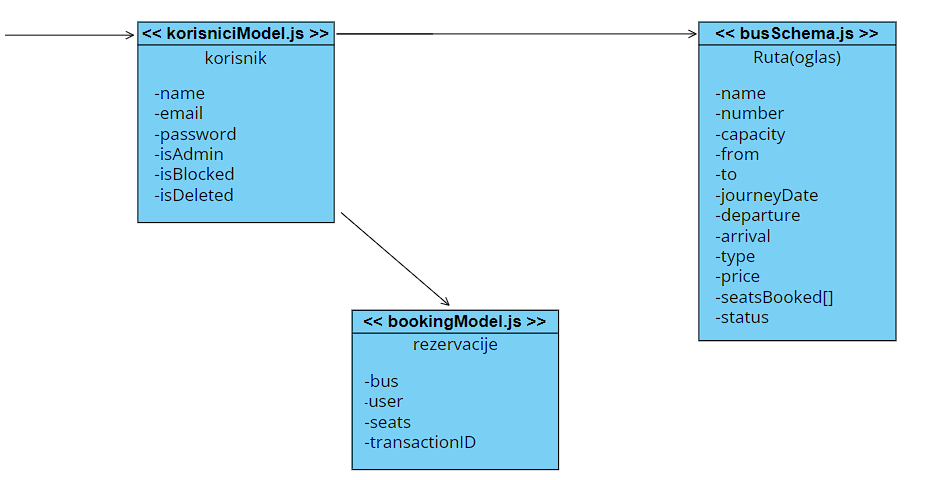 << korisniciModel.js >>
korisnik
-name
-email
-password
-isAdmin
-isBlocked
-isDeleted
<< busSchema.js >>
Ruta(oglas)
-name
-number
-capacity
-from
-to
-journeyDate
-departure
-arrival
-type
-price
-seatsBooked[]
-status
<< bookingModel.js >>
rezervacije
-bus
-user
-seats
-transactionID